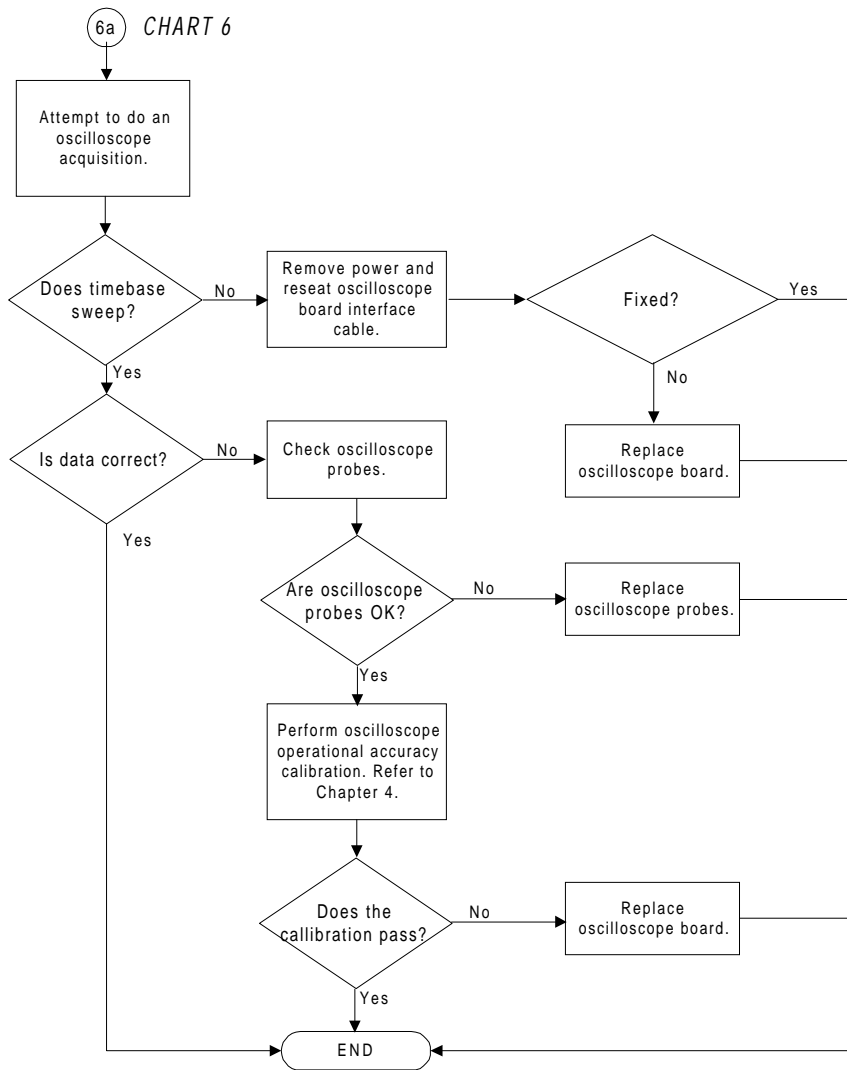 6a CHART 6
Attempt to do an
oscilloscope
acquisition.
Does timebase
sweep?
No
Remove power and
reseat oscilloscope
board interface
cable.
Fixed?
Yes
No
Replace
oscilloscope board.
Yes
Is data correct?
No
Check oscilloscope
probes.
Yes
Are oscilloscope
probes OK?
No
Replace
oscilloscope probes.
Yes
Perform oscilloscope
operational accuracy
calibration. Refer to
Chapter 4.
Does the
callibration pass?
No
Replace
oscilloscope board.
Yes
END